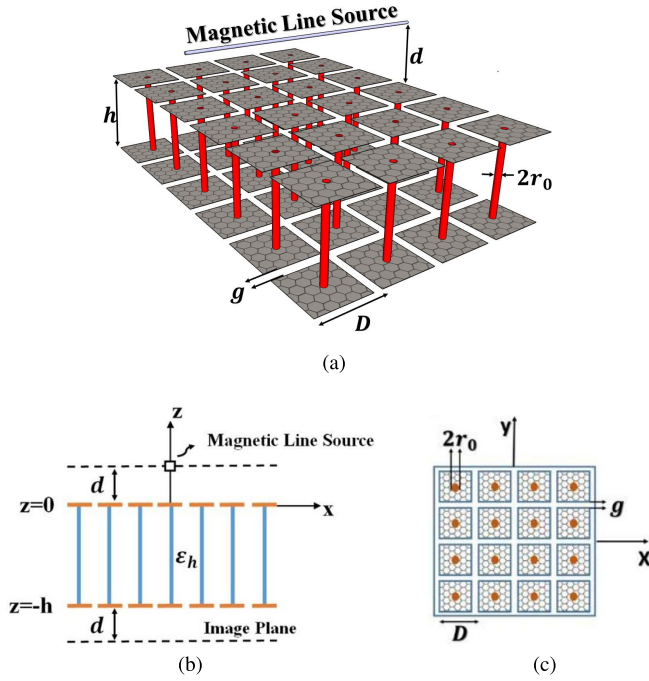 Magnetic Line Source
d
h
2r₀
g
D
(a)
z
Magnetic Line Source
d
z=0
x
εₕ
z=-h
d
Image Plane
(b)
y
2r₀
g
X
D
(c)